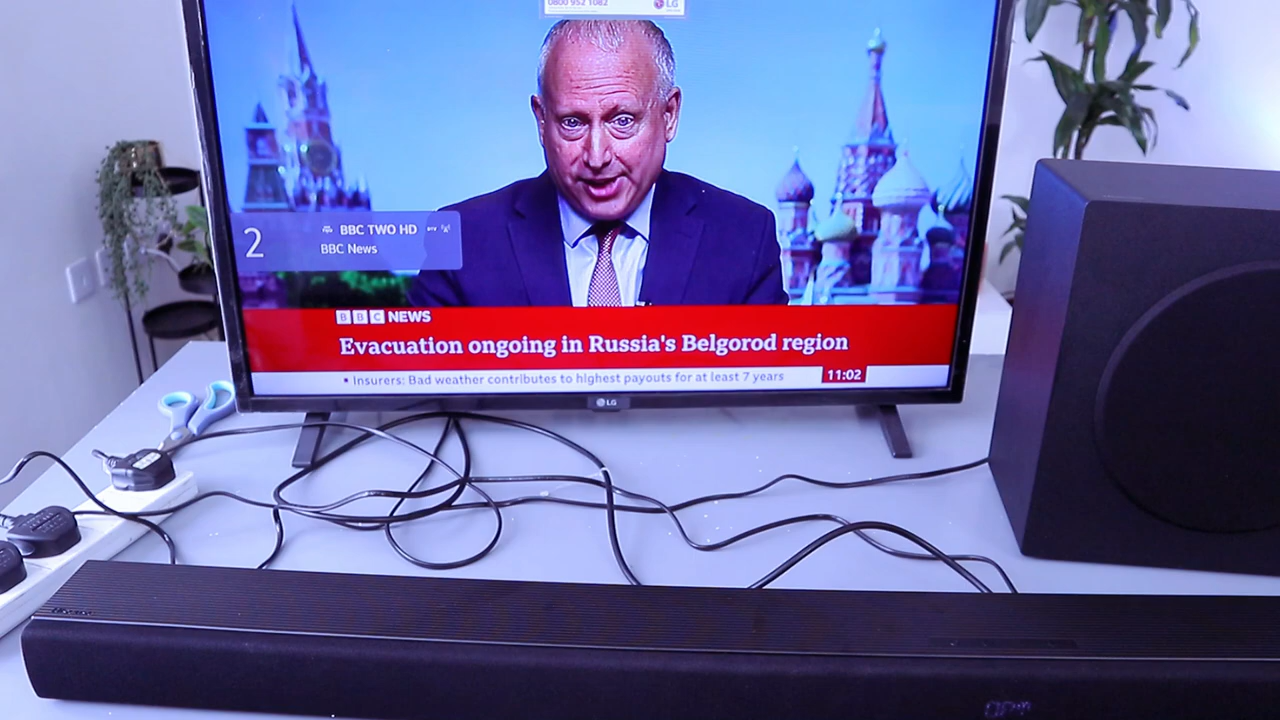 0800 952 1082
LG
2
BBC TWO HD
BBC News
BBC NEWS
Evacuation ongoing in Russia's Belgorod region
▪ Insurers: Bad weather contributes to highest payouts for at least 7 years
11:02
LG